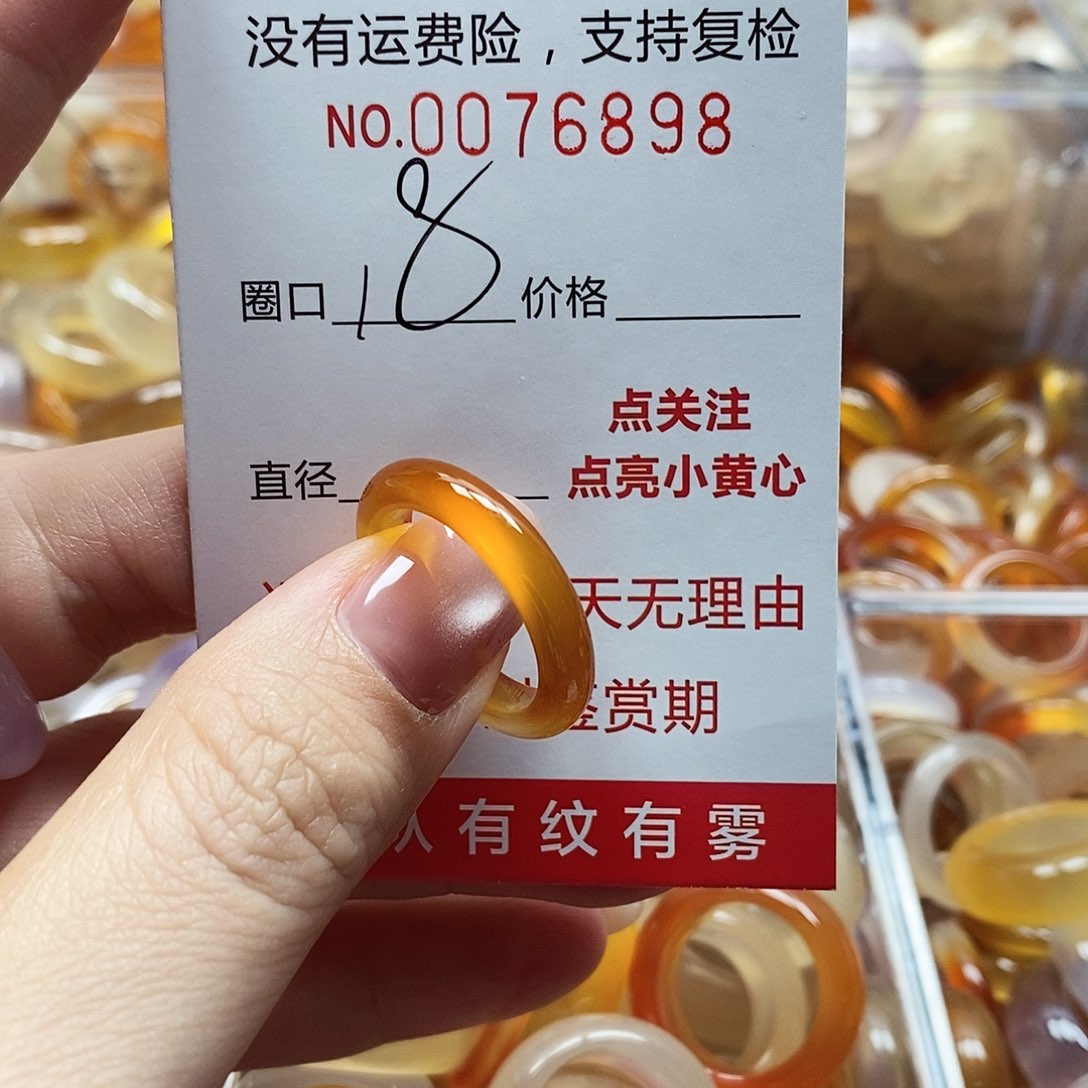 没有运费险，支持复检
NO.0076898
圈口 18 价格
点关注
直径 点亮小黄心
天无理由
鉴赏期
有纹有雾